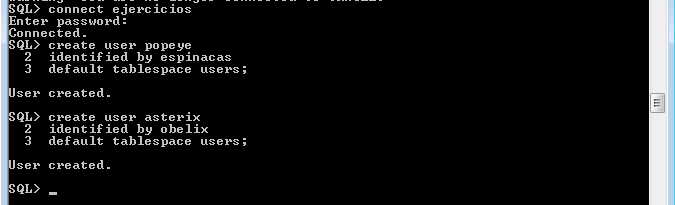 SQL> connect ejercicios
Enter password:
Connected.
SQL> create user popeye
2 identified by espinacas
3 default tablespace users;
User created.
SQL> create user asterix
2 identified by obelix
3 default tablespace users;
User created.
SQL> _